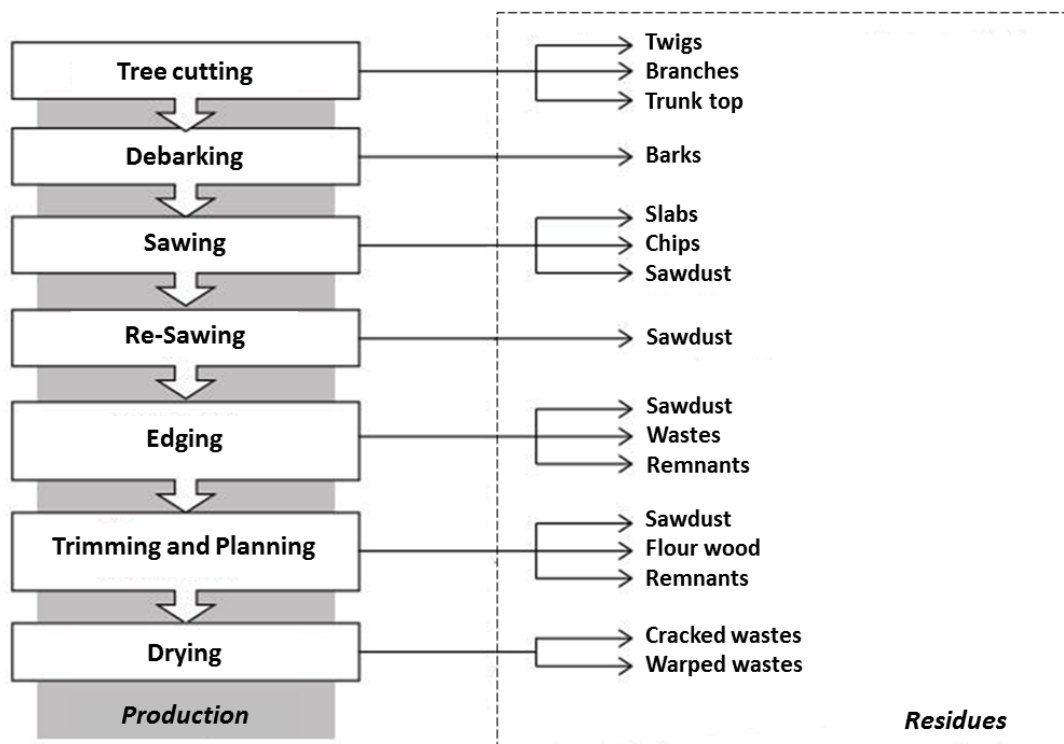 Tree cutting
Twigs
Branches
Trunk top
Debarking
Barks
Sawing
Slabs
Chips
Sawdust
Re-Sawing
Sawdust
Edging
Sawdust
Wastes
Remnants
Trimming and Planning
Sawdust
Flour wood
Remnants
Drying
Cracked wastes
Warped wastes
Production
Residues